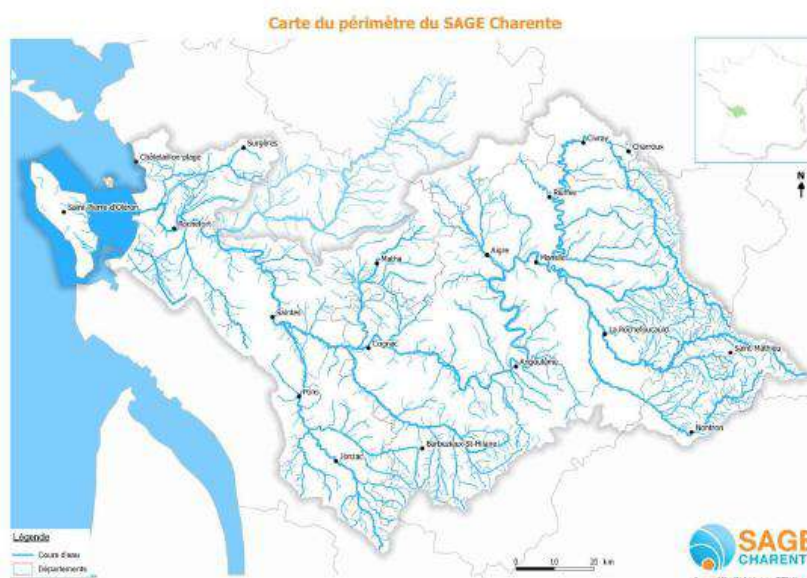 Carte du périmètre du SAGE Charente
Civray
Charroux
Surgères
Châtelaillon-plage
Ruffec
N
Saint-Pierre-d'Oléron
Rochefort
Aigre
Matha
Mansle
Saintes
La Rochefoucauld
Cognac
Saint-Mathieu
Angoulême
Pons
Nontron
Barbezieux-St-Hilaire
Jonzac
Légende
Cours d'eau
Départements
0 10 20 km
SAGE
CHARENTE